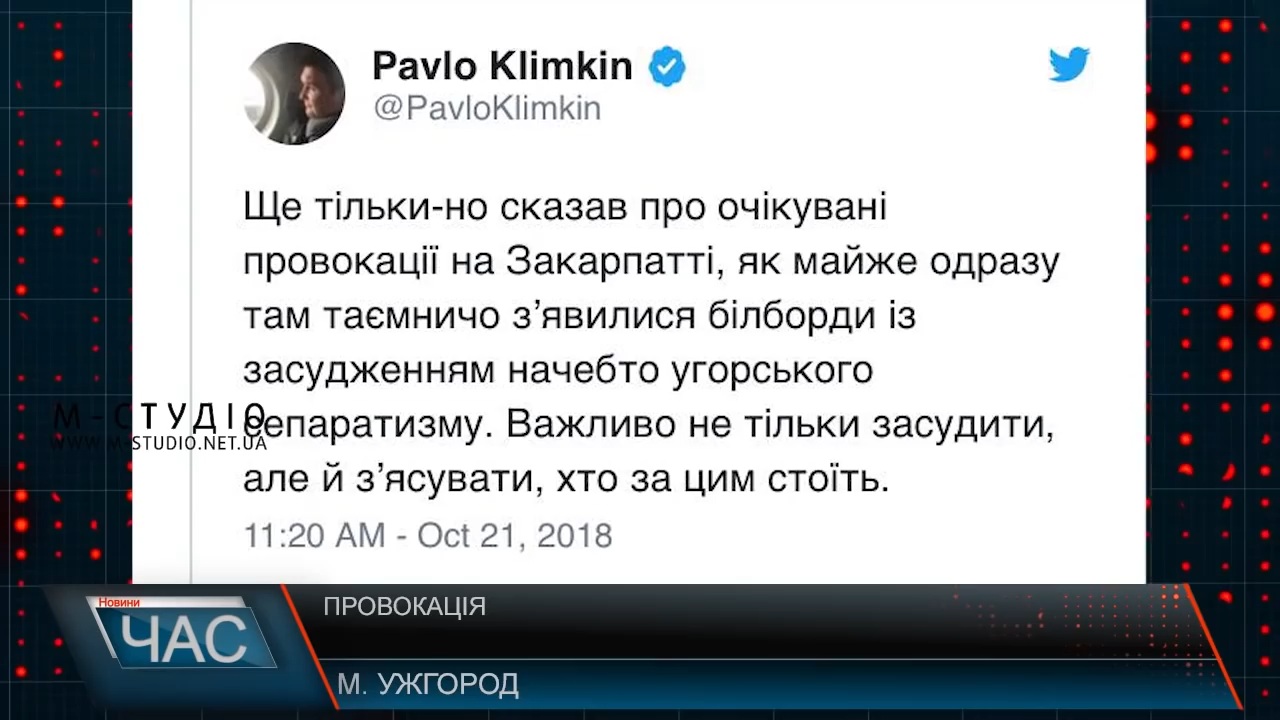 Pavlo Klimkin
@PavloKlimkin
Ще тільки-но сказав про очікувані
провокації на Закарпатті, як майже одразу
там таємничо з’явилися білборди із
засудженням начебто угорського
сепаратизму. Важливо не тільки засудити,
але й з’ясувати, хто за цим стоїть.
11:20 AM - Oct 21, 2018
М-СТУДІО
WWW.M-STUDIO.NET.UA
Новини
ЧАС
ПРОВОКАЦІЯ
М. УЖГОРОД